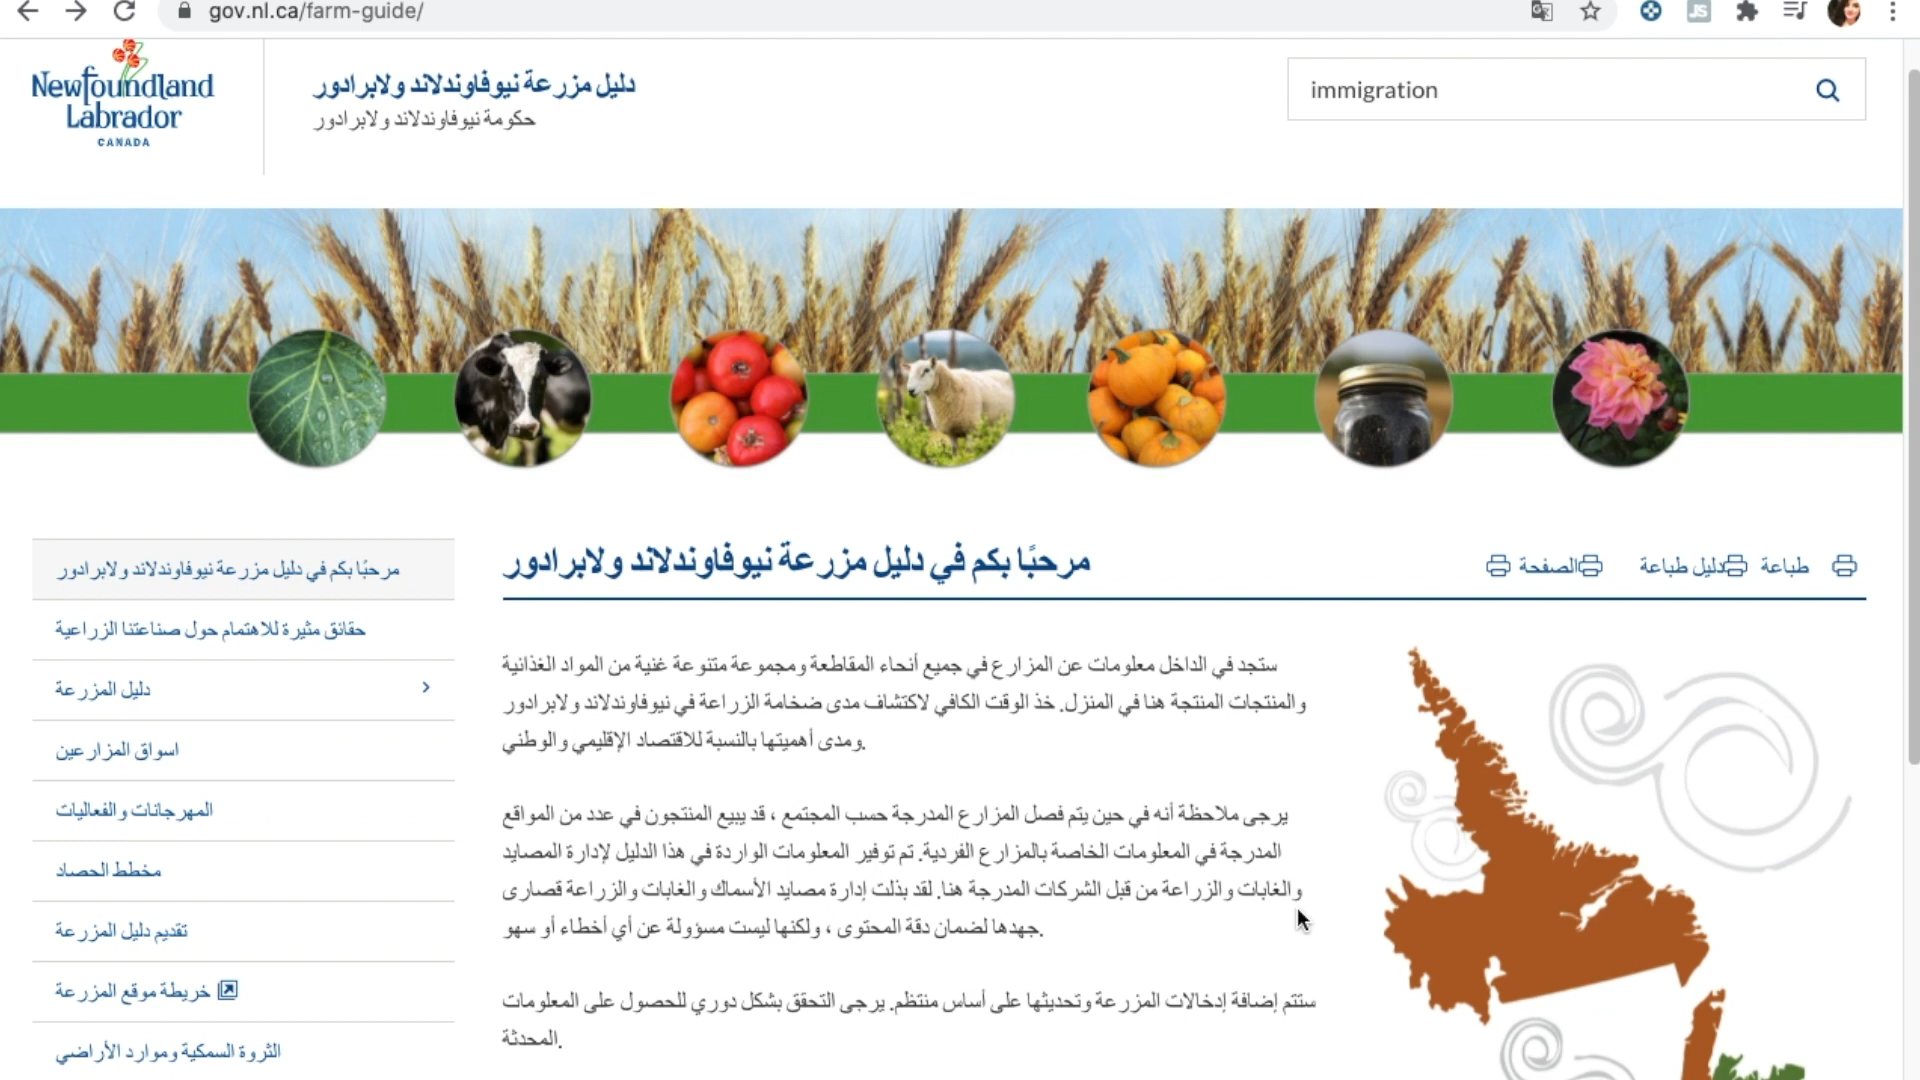 gov.nl.ca/farm-guide/
Newfoundland
Labrador
CANADA
دليل مزرعة نيوفاوندلاند ولابرادور
حكومة نيوفاوندلاند ولابرادور
immigration
مرحبًا بكم في دليل مزرعة نيوفاوندلاند ولابرادور
حقائق مثيرة للاهتمام حول صناعتنا الزراعية
دليل المزرعة
اسواق المزارعين
المهرجانات والفعاليات
مخطط الحصاد
تقديم دليل المزرعة
خريطة موقع المزرعة
الثروة السمكية وموارد الأراضي
مرحبًا بكم في دليل مزرعة نيوفاوندلاند ولابرادور
طباعة دليل طباعة الصفحة
ستجد في الداخل معلومات عن المزارع في جميع أنحاء المقاطعة ومجموعة متنوعة غنية من المواد الغذائية
والمنتجات المنتجة هنا في المنزل. خذ الوقت الكافي لاكتشاف مدى ضخامة الزراعة في نيوفاوندلاند ولابرادور
ومدى أهميتها بالنسبة للاقتصاد الإقليمي والوطني.
يرجى ملاحظة أنه في حين يتم فصل المزارع المدرجة حسب المجتمع ، قد يبيع المنتجون في عدد من المواقع
المدرجة في المعلومات الخاصة بالمزارع الفردية. تم توفير المعلومات الواردة في هذا الدليل لإدارة المصايد
والغابات والزراعة من قبل الشركات المدرجة هنا. لقد بذلت إدارة مصايد الأسماك والغابات والزراعة قصارى
جهدها لضمان دقة المحتوى ، ولكنها ليست مسؤولة عن أي أخطاء أو سهو.
ستتم إضافة إدخالات المزرعة وتحديثها على أساس منتظم. يرجى التحقق بشكل دوري للحصول على المعلومات
المحدثة.